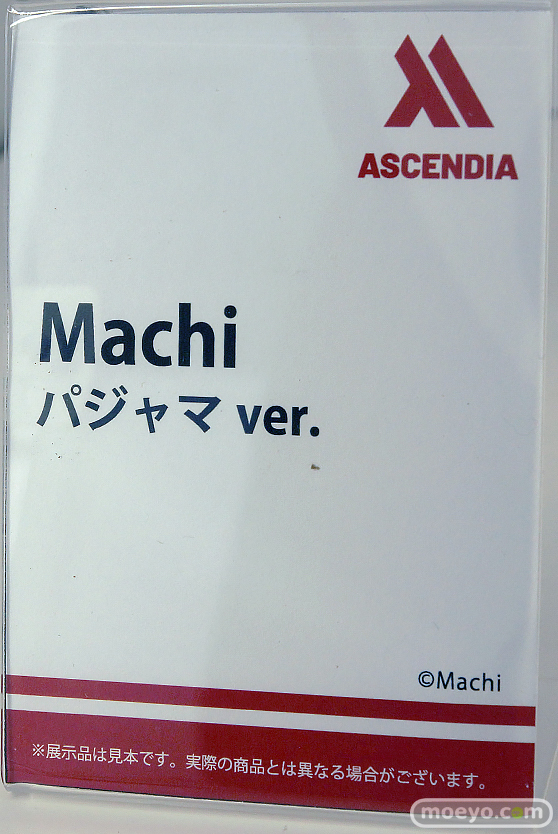 ASCENDIA
Machi
パジャマ ver.
©Machi
※展示品は見本です。実際の商品とは異なる場合がございます。
moeyo.com